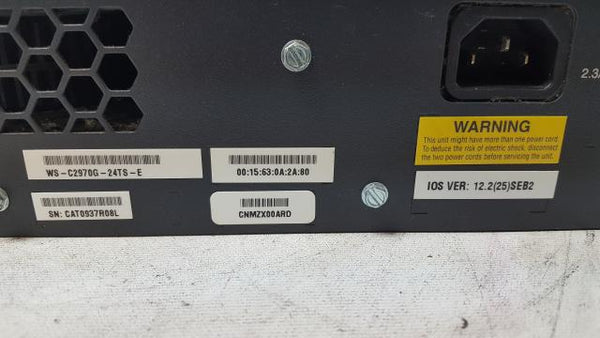 2.3
WARNING
This unit might have more than one power cord.
To deduce the risk of electric shock, disconnect
the two power cords before servicing the unit.
WS-C2970G-24TS-E
00:15:63:0A:2A:80
IOS VER: 12.2(25)SEB2
SN: CAT0937R08L
CNMZX00ARD